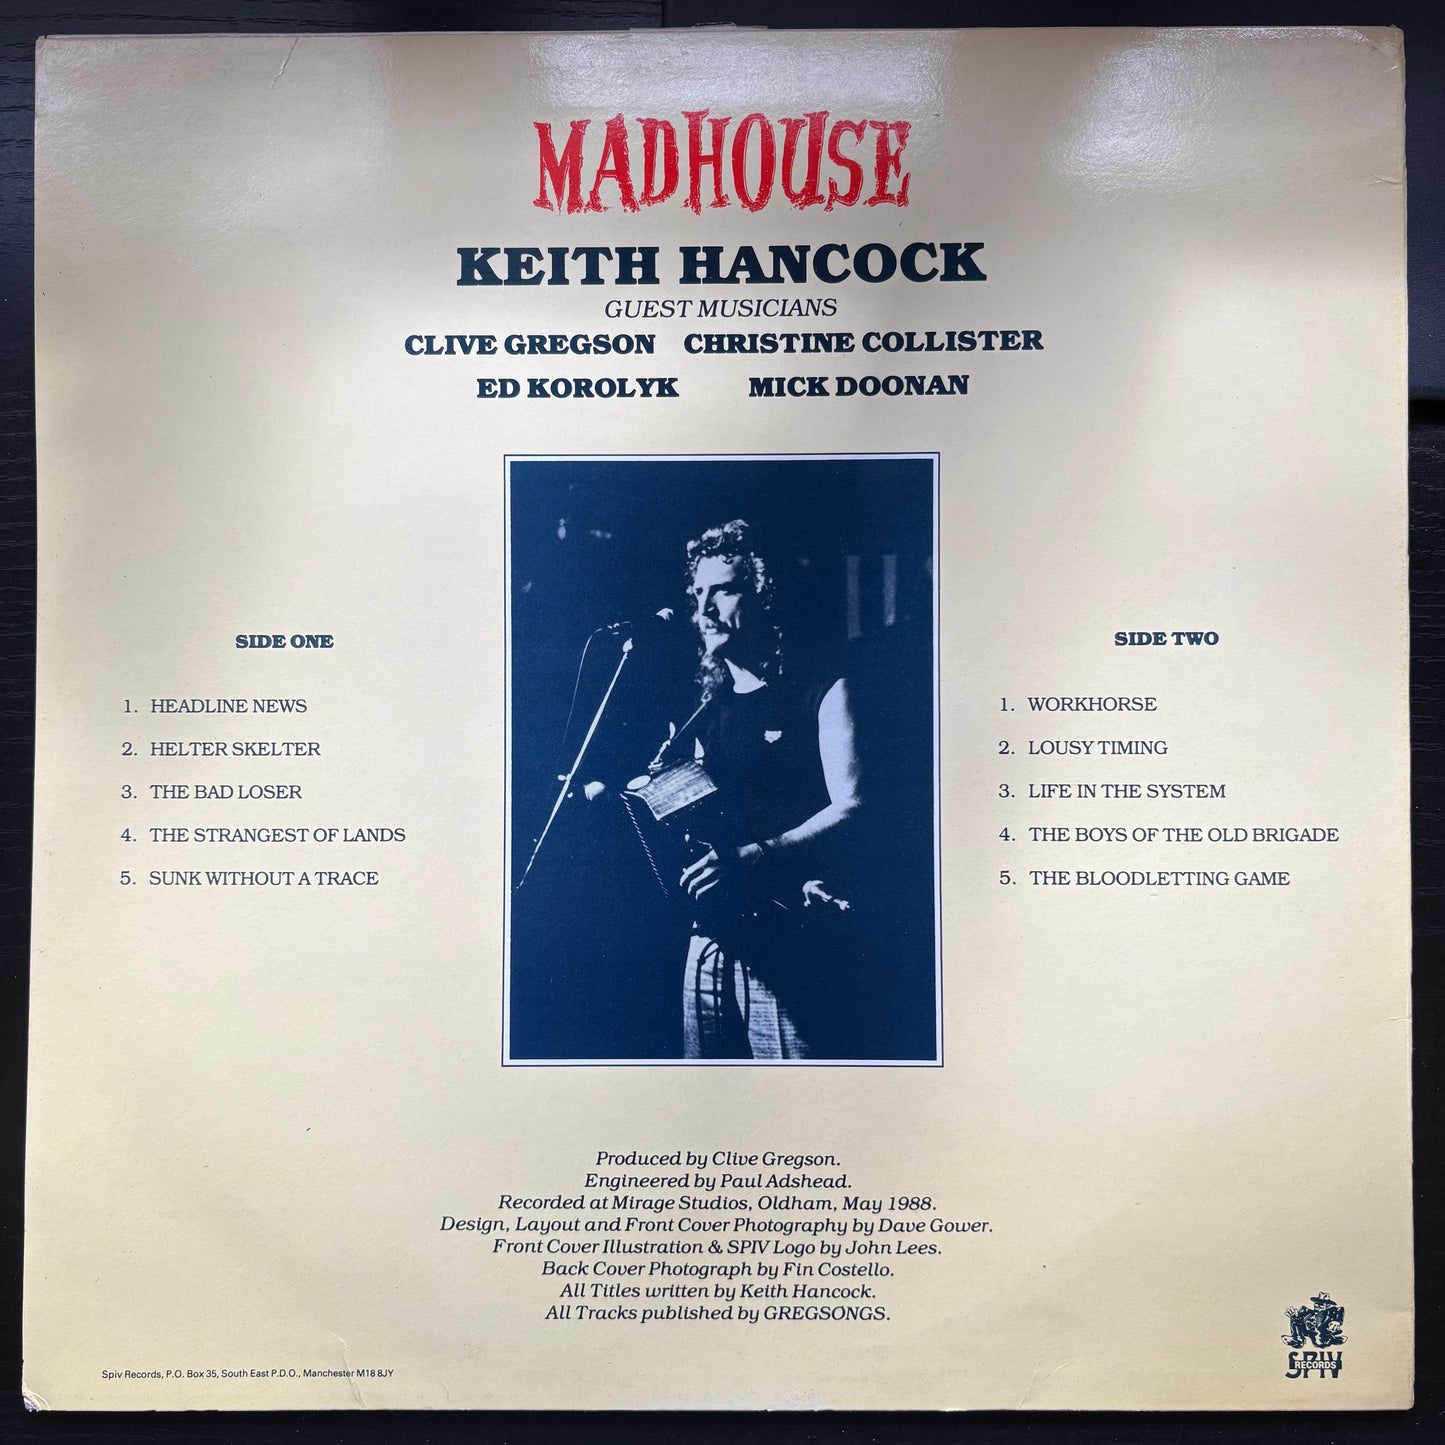 MADHOUSE
KEITH HANCOCK
GUEST MUSICIANS
CLIVE GREGSON CHRISTINE COLLISTER
ED KOROLYK MICK DOONAN
SIDE ONE
1. HEADLINE NEWS
2. HELTER SKELTER
3. THE BAD LOSER
4. THE STRANGEST OF LANDS
5. SUNK WITHOUT A TRACE
SIDE TWO
1. WORKHORSE
2. LOUSY TIMING
3. LIFE IN THE SYSTEM
4. THE BOYS OF THE OLD BRIGADE
5. THE BLOODLETTING GAME
Produced by Clive Gregson.
Engineered by Paul Adshead.
Recorded at Mirage Studios, Oldham, May 1988.
Design, Layout and Front Cover Photography by Dave Gower.
Front Cover Illustration & SPIV Logo by John Lees.
Back Cover Photograph by Fin Costello.
All Titles written by Keith Hancock.
All Tracks published by GREGSONGS.
Spiv Records, P.O. Box 35, South East P.D.O., Manchester M18 8JY
SPIV
RECORDS